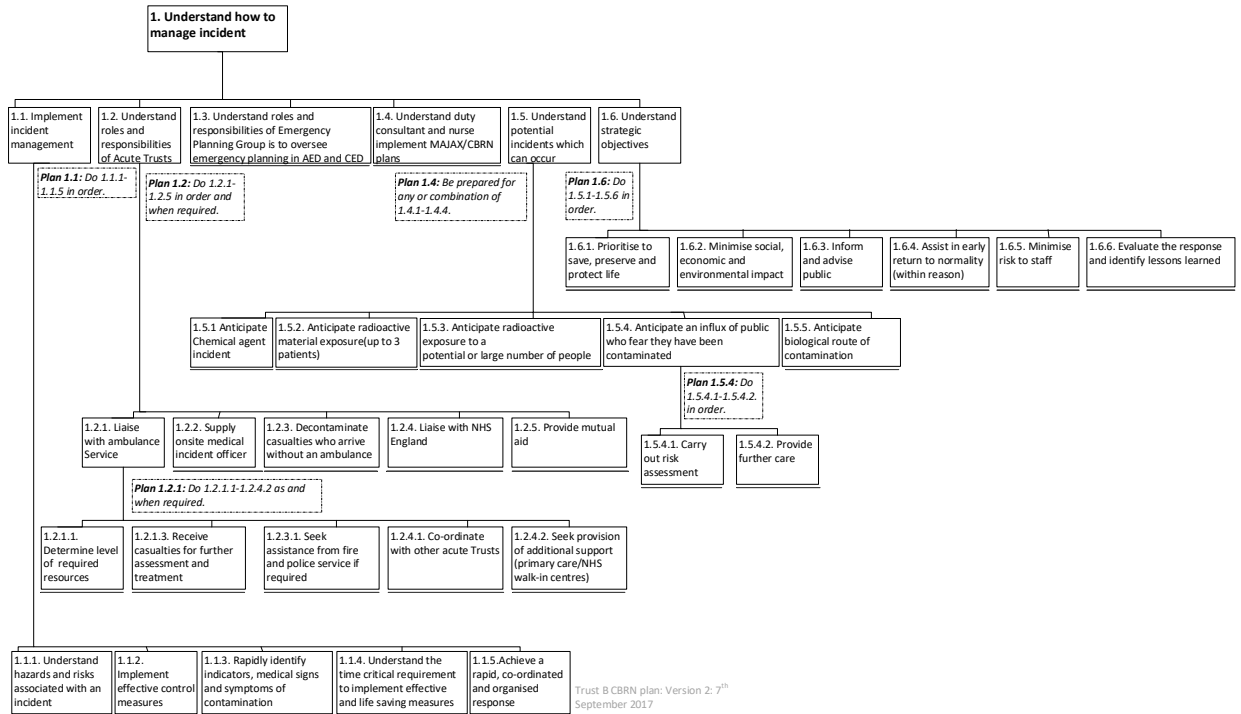 1. Understand how to
manage incident
1.1. Implement
incident
management
1.2. Understand
roles and
responsibilities
of Acute Trusts
1.3. Understand roles and
responsibilities of Emergency
Planning Group is to oversee
emergency planning in AED and CED
1.4. Understand duty
consultant and nurse
implement MAJAX/CBRN
plans
1.5. Understand
potential
incidents which
can occur
1.6. Understand
strategic
objectives
Plan 1.1: Do 1.1.1-
1.1.5 in order.
Plan 1.2: Do 1.2.1-
1.2.5 in order and
when required.
Plan 1.4: Be prepared for
any or combination of
1.4.1-1.4.4.
Plan 1.6: Do
1.5.1-1.5.6 in
order.
1.6.1. Prioritise to
save, preserve and
protect life
1.6.2. Minimise social,
economic and
environmental impact
1.6.3. Inform
and advise
public
1.6.4. Assist in early
return to normality
(within reason)
1.6.5. Minimise
risk to staff
1.6.6. Evaluate the response
and identify lessons learned
1.5.1 Anticipate
Chemical agent
incident
1.5.2. Anticipate radioactive
material exposure(up to 3
patients)
1.5.3. Anticipate radioactive
exposure to a
potential or large number of people
1.5.4. Anticipate an influx of public
who fear they have been
contaminated
1.5.5. Anticipate
biological route of
contamination
Plan 1.5.4: Do
1.5.4.1-1.5.4.2.
in order.
1.5.4.1. Carry
out risk
assessment
1.5.4.2. Provide
further care
1.2.1. Liaise
with ambulance
Service
1.2.2. Supply
onsite medical
incident officer
1.2.3. Decontaminate
casualties who arrive
without an ambulance
1.2.4. Liaise with NHS
England
1.2.5. Provide mutual
aid
Plan 1.2.1: Do 1.2.1.1-1.2.4.2 as and
when required.
1.2.1.1.
Determine level
of required
resources
1.2.1.3. Receive
casualties for further
assessment and
treatment
1.2.3.1. Seek
assistance from fire
and police service if
required
1.2.4.1. Co-ordinate
with other acute Trusts
1.2.4.2. Seek provision
of additional support
(primary care/NHS
walk-in centres)
1.1.1. Understand
hazards and risks
associated with an
incident
1.1.2.
Implement
effective control
measures
1.1.3. Rapidly identify
indicators, medical signs
and symptoms of
contamination
1.1.4. Understand the
time critical requirement
to implement effective
and life saving measures
1.1.5.Achieve a
rapid, co-ordinated
and organised
response
Trust B CBRN plan: Version 2: 7th
September 2017